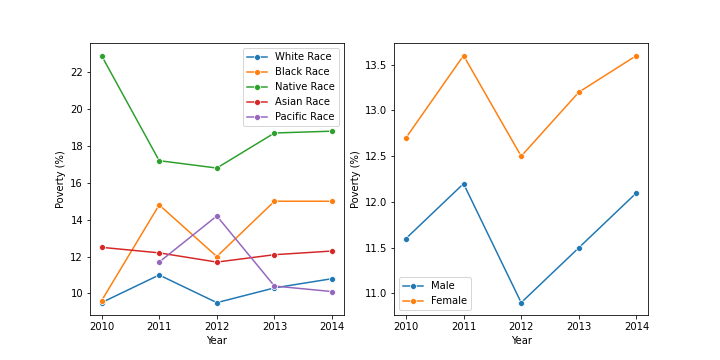 White Race
Black Race
Native Race
Asian Race
Pacific Race
22
20
18
16
14
12
10
Poverty (%)
2010 2011 2012 2013 2014
Year
13.5
13.0
12.5
12.0
11.5
11.0
Poverty (%)
Male
Female
2010 2011 2012 2013 2014
Year